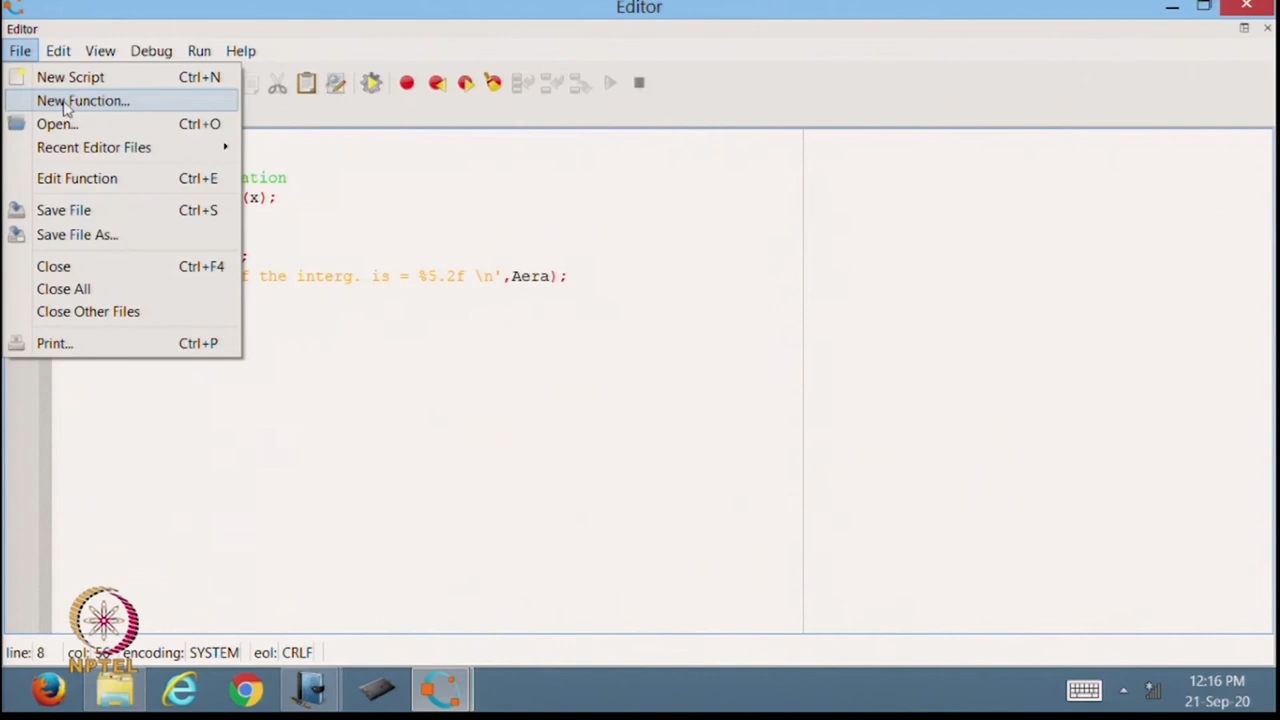 Editor
Editor
File Edit View Debug Run Help
New Script Ctrl+N
New Function...
Open... Ctrl+O
Recent Editor Files
Edit Function Ctrl+E
Save File Ctrl+S
Save File As...
Close Ctrl+F4
Close All
Close Other Files
Print... Ctrl+P
ation
(x);
;
f the interg. is = %5.2f \n',Aera);
line: 8 col: 56 encoding: SYSTEM eol: CRLF
NPTEL
12:16 PM
21-Sep-20